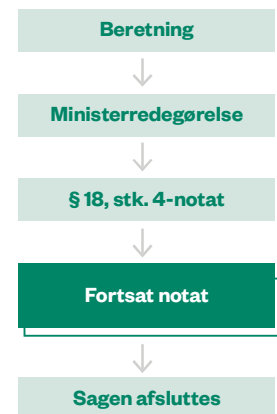 Beretning
Ministerredegørelse
§ 18, stk. 4-notat
Fortsat notat
Sagen afsluttes